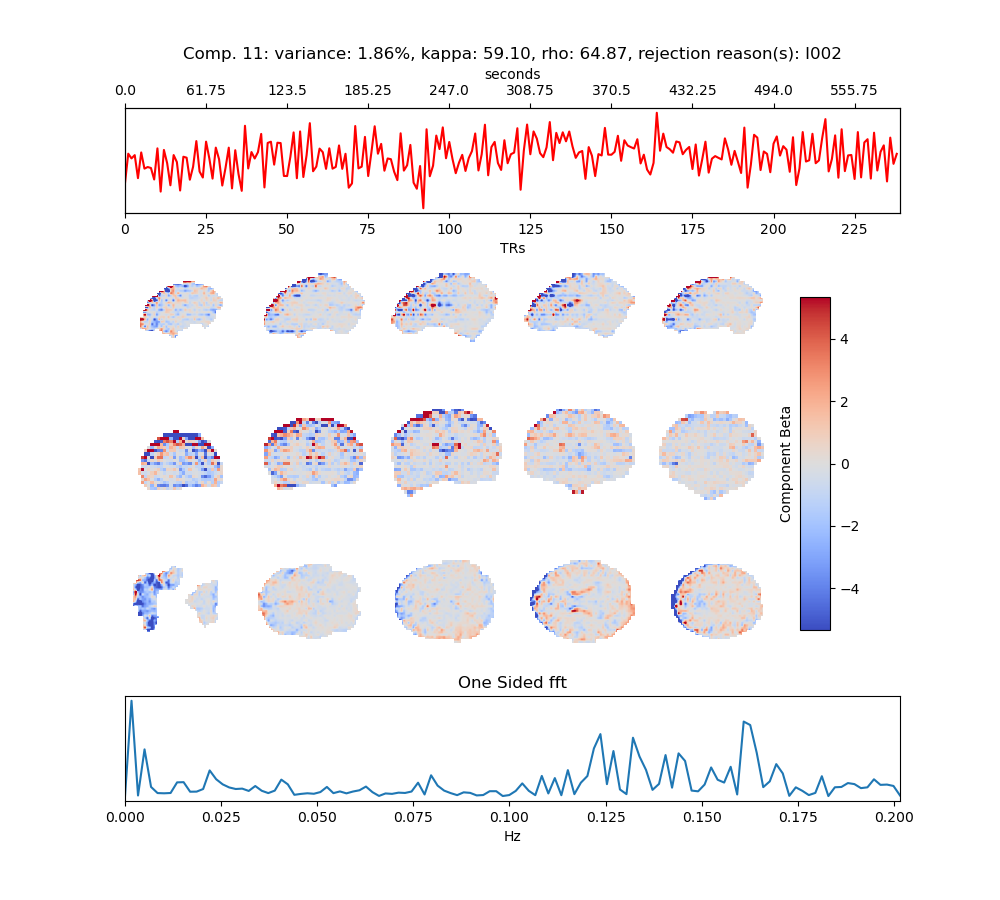 Comp. 11: variance: 1.86%, kappa: 59.10, rho: 64.87, rejection reason(s): I002
seconds
0.0 61.75 123.5 185.25 247.0 308.75 370.5 432.25 494.0 555.75
0 25 50 75 100 125 150 175 200 225
TRs
4
2
0
−2
−4
Component Beta
One Sided fft
0.000 0.025 0.050 0.075 0.100 0.125 0.150 0.175 0.200
Hz